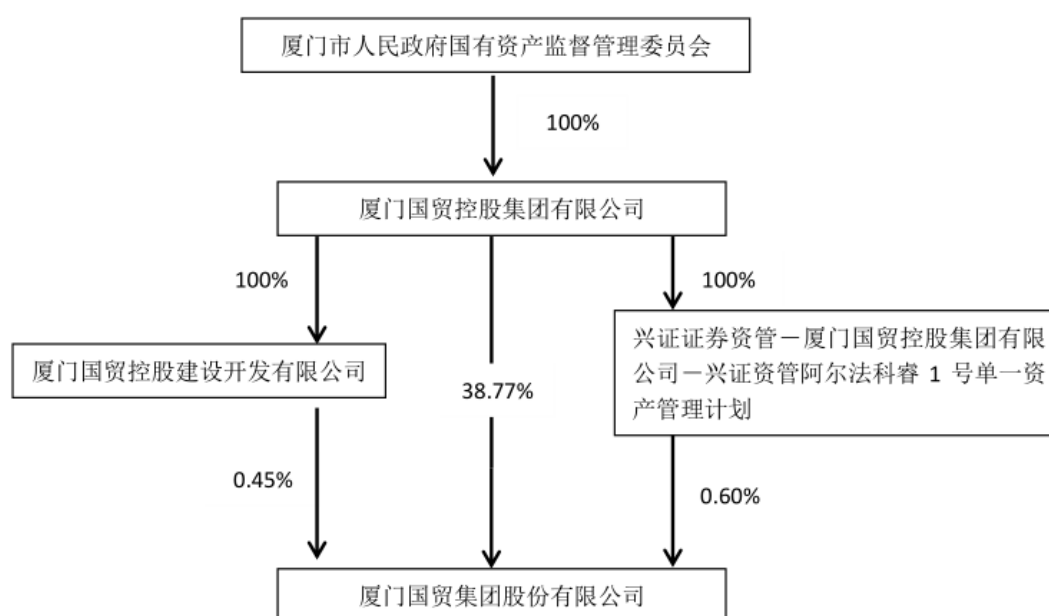 厦门市人民政府国有资产监督管理委员会
100%
厦门国贸控股集团有限公司
100%
100%
厦门国贸控股建设开发有限公司
38.77%
兴证证券资管－厦门国贸控股集团有限
公司－兴证资管阿尔法科睿 1 号单一资
产管理计划
0.45%
0.60%
厦门国贸集团股份有限公司